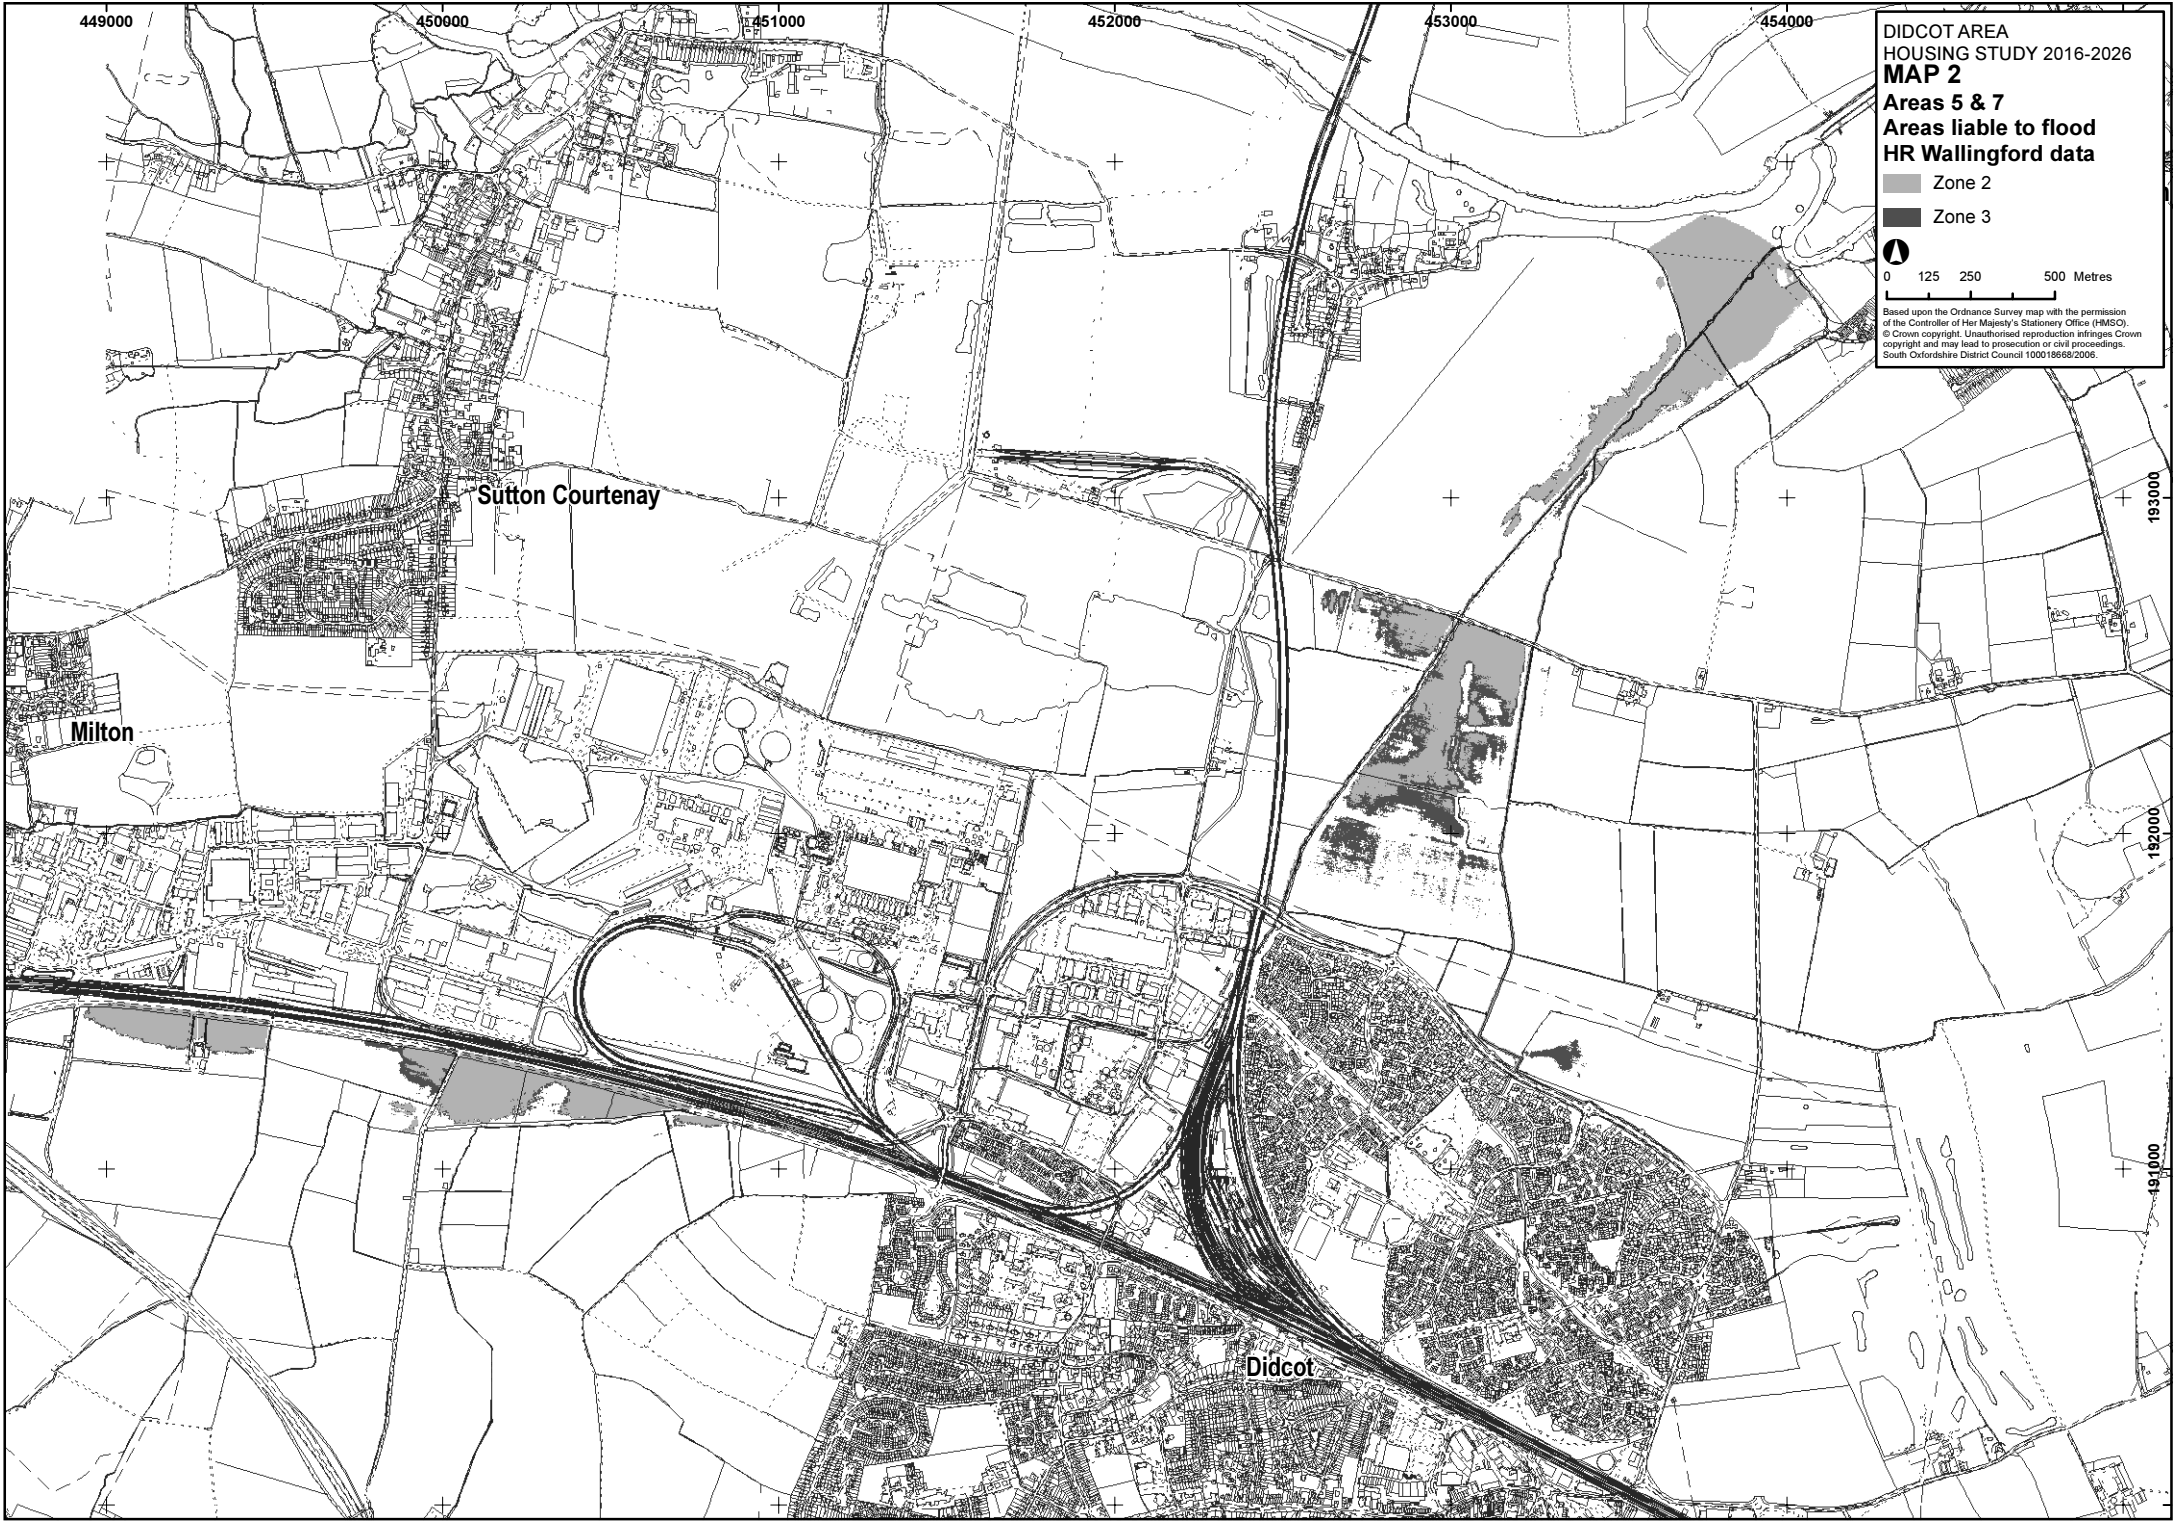 449000 450000 451000 452000 453000 454000
DIDCOT AREA
HOUSING STUDY 2016-2026
MAP 2
Areas 5 & 7
Areas liable to flood
HR Wallingford data
Zone 2
Zone 3
0 125 250 500 Metres
Based upon the Ordnance Survey map with the permission
of the Controller of Her Majesty's Stationery Office (HMSO).
© Crown copyright. Unauthorised reproduction infringes Crown
copyright and may lead to prosecution or civil proceedings.
South Oxfordshire District Council 100018668/2006.
Sutton Courtenay
193000
Milton
192000
191000
Didcot